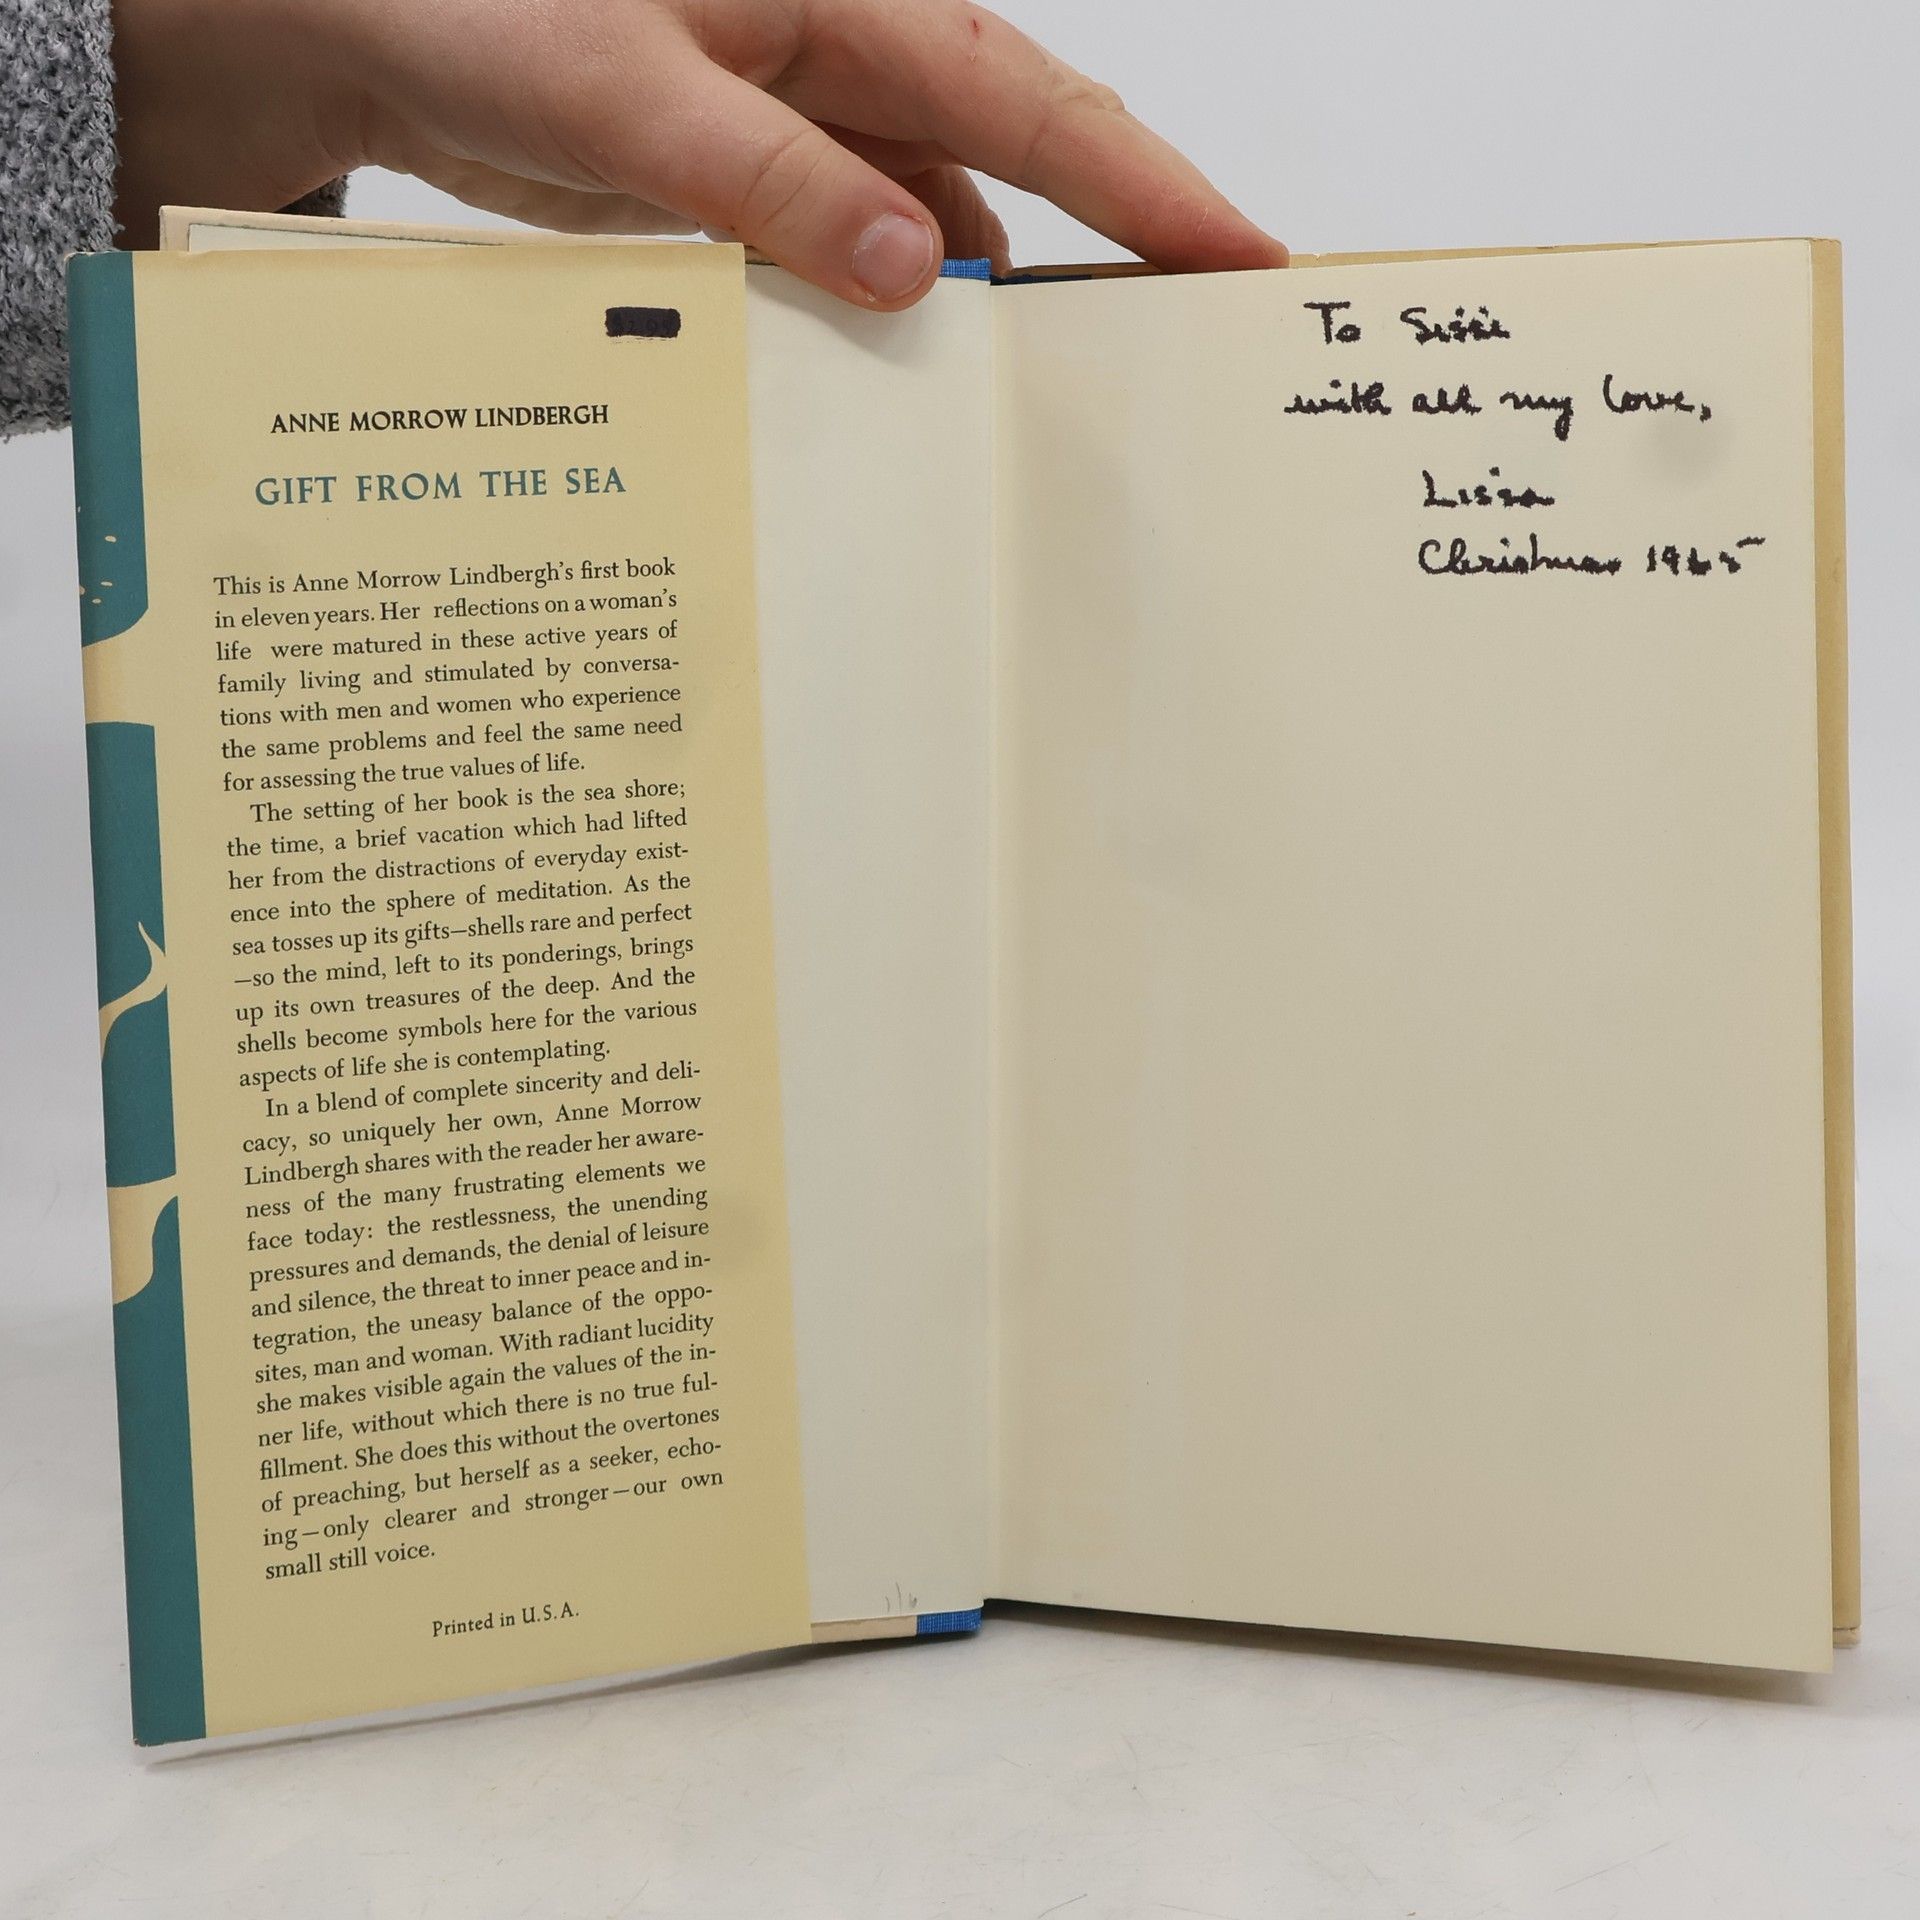 ANNE MORROW LINDBERGH
GIFT FROM THE SEA
This is Anne Morrow Lindbergh's first book
in eleven years. Her reflections on a woman's
life were matured in these active years of
family living and stimulated by conversa-
tions with men and women who experience
the same problems and feel the same need
for assessing the true values of life.
The setting of her book is the sea shore;
the time, a brief vacation which had lifted
her from the distractions of everyday exist-
ence into the sphere of meditation. As the
sea tosses up its gifts—shells rare and perfect
—so the mind, left to its ponderings, brings
up its own treasures of the deep. And the
shells become symbols here for the various
aspects of life she is contemplating.
In a blend of complete sincerity and deli-
cacy, so uniquely her own, Anne Morrow
Lindbergh shares with the reader her aware-
ness of the many frustrating elements we
face today: the restlessness, the unending
pressures and demands, the denial of leisure
and silence, the threat to inner peace and in-
tegration, the uneasy balance of the oppo-
sites, man and woman. With radiant lucidity
she makes visible again the values of the in-
ner life, without which there is no true ful-
fillment. She does this without the overtones
of preaching, but herself as a seeker, echo-
ing—only clearer and stronger—our own
small still voice.
Printed in U.S.A.
To Sissie
with all my love,
Lissa
Christmas 1965